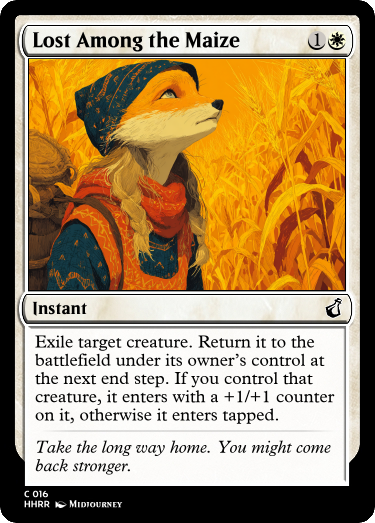 Lost Among the Maize 1
Instant
Exile target creature. Return it to the
battlefield under its owner's control at
the next end step. If you control that
creature, it enters with a +1/+1 counter
on it, otherwise it enters tapped.
Take the long way home. You might come
back stronger.
C 016
HHRR Midjourney